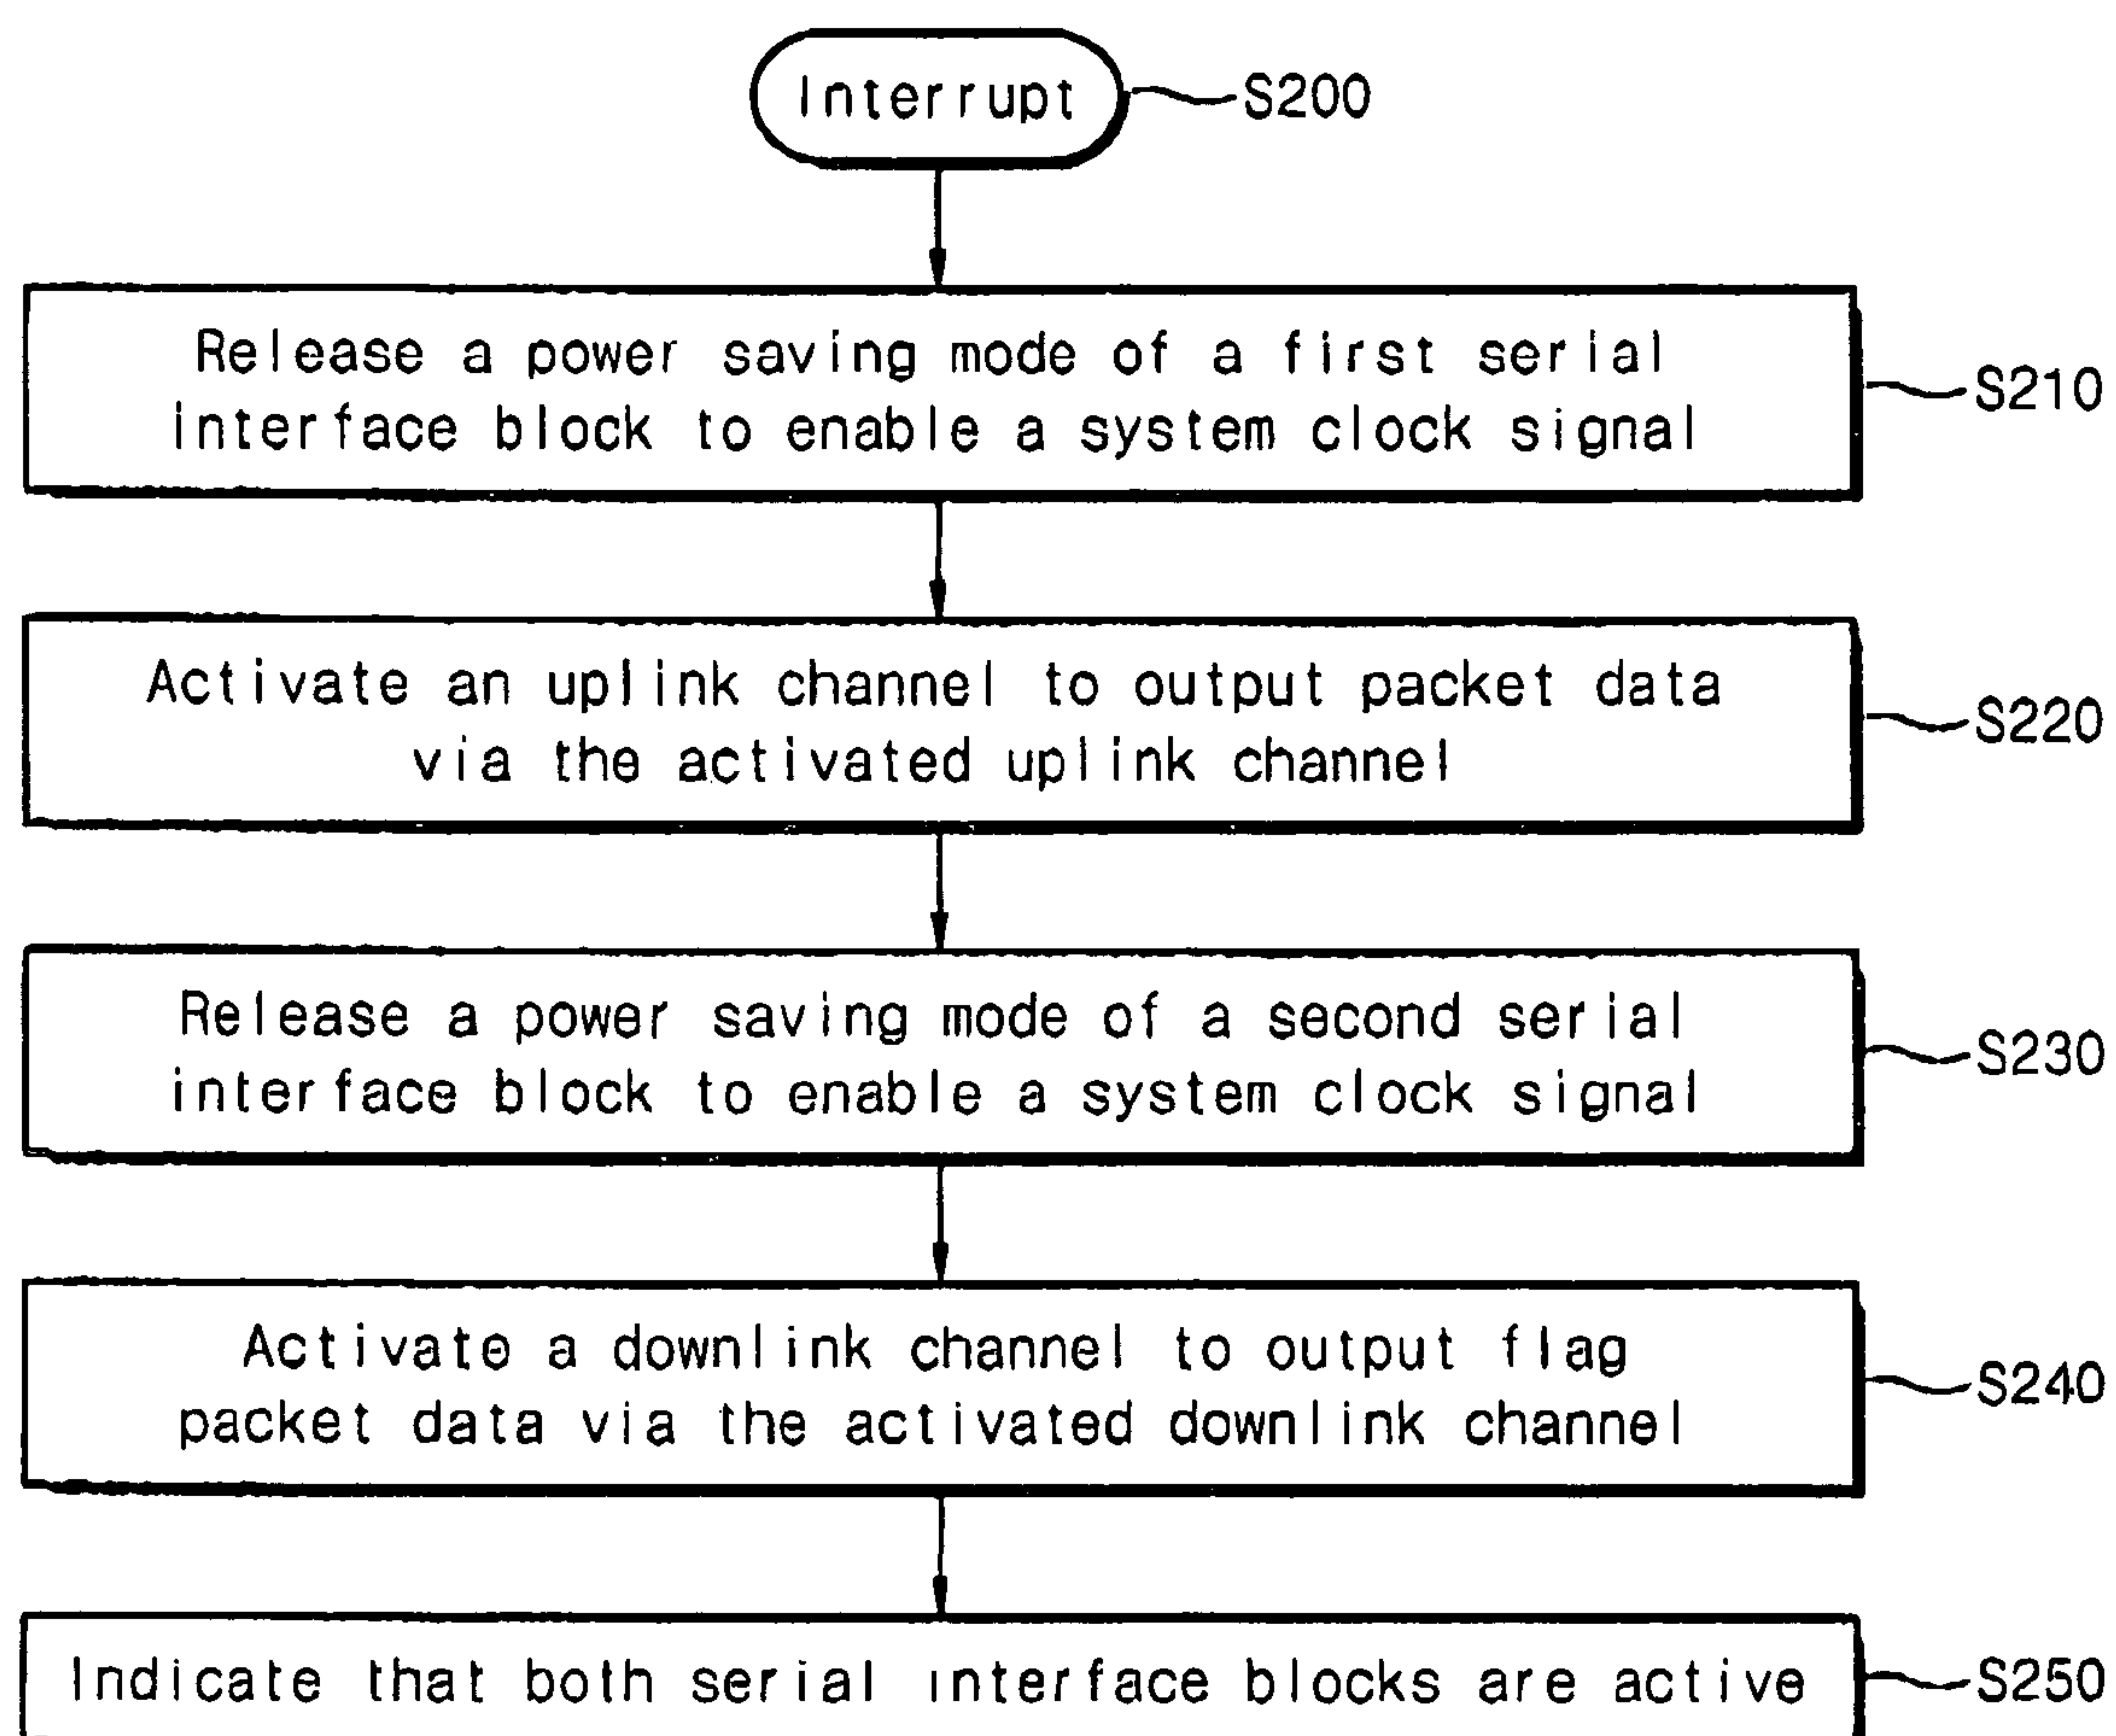 Interrupt S200
Release a power saving mode of a first serial
interface block to enable a system clock signal
S210
Activate an uplink channel to output packet data
via the activated uplink channel
S220
Release a power saving mode of a second serial
interface block to enable a system clock signal
S230
Activate a downlink channel to output flag
packet data via the activated downlink channel
S240
Indicate that both serial interface blocks are active S250